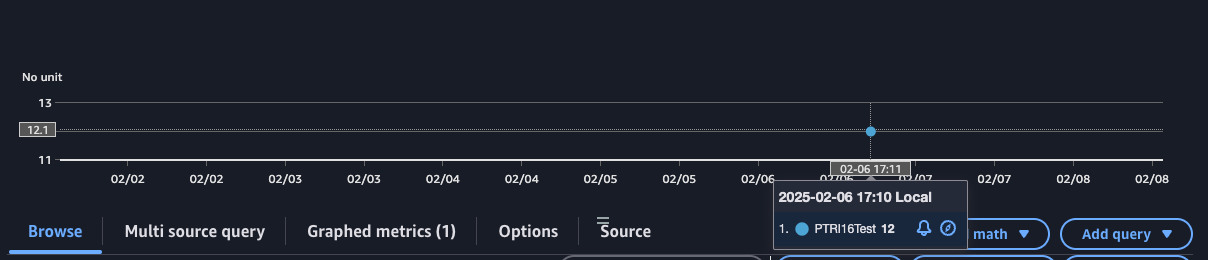 No unit
13
12.1
11
02-06 17:11
02/02 02/02 02/03 02/03 02/04 02/04 02/05 02/05 02/06 02/06 02/07 02/07 02/08 02/08
2025-02-06 17:10 Local
1. PTRI16Test 12
Browse Multi source query Graphed metrics (1) Options Source math Add query